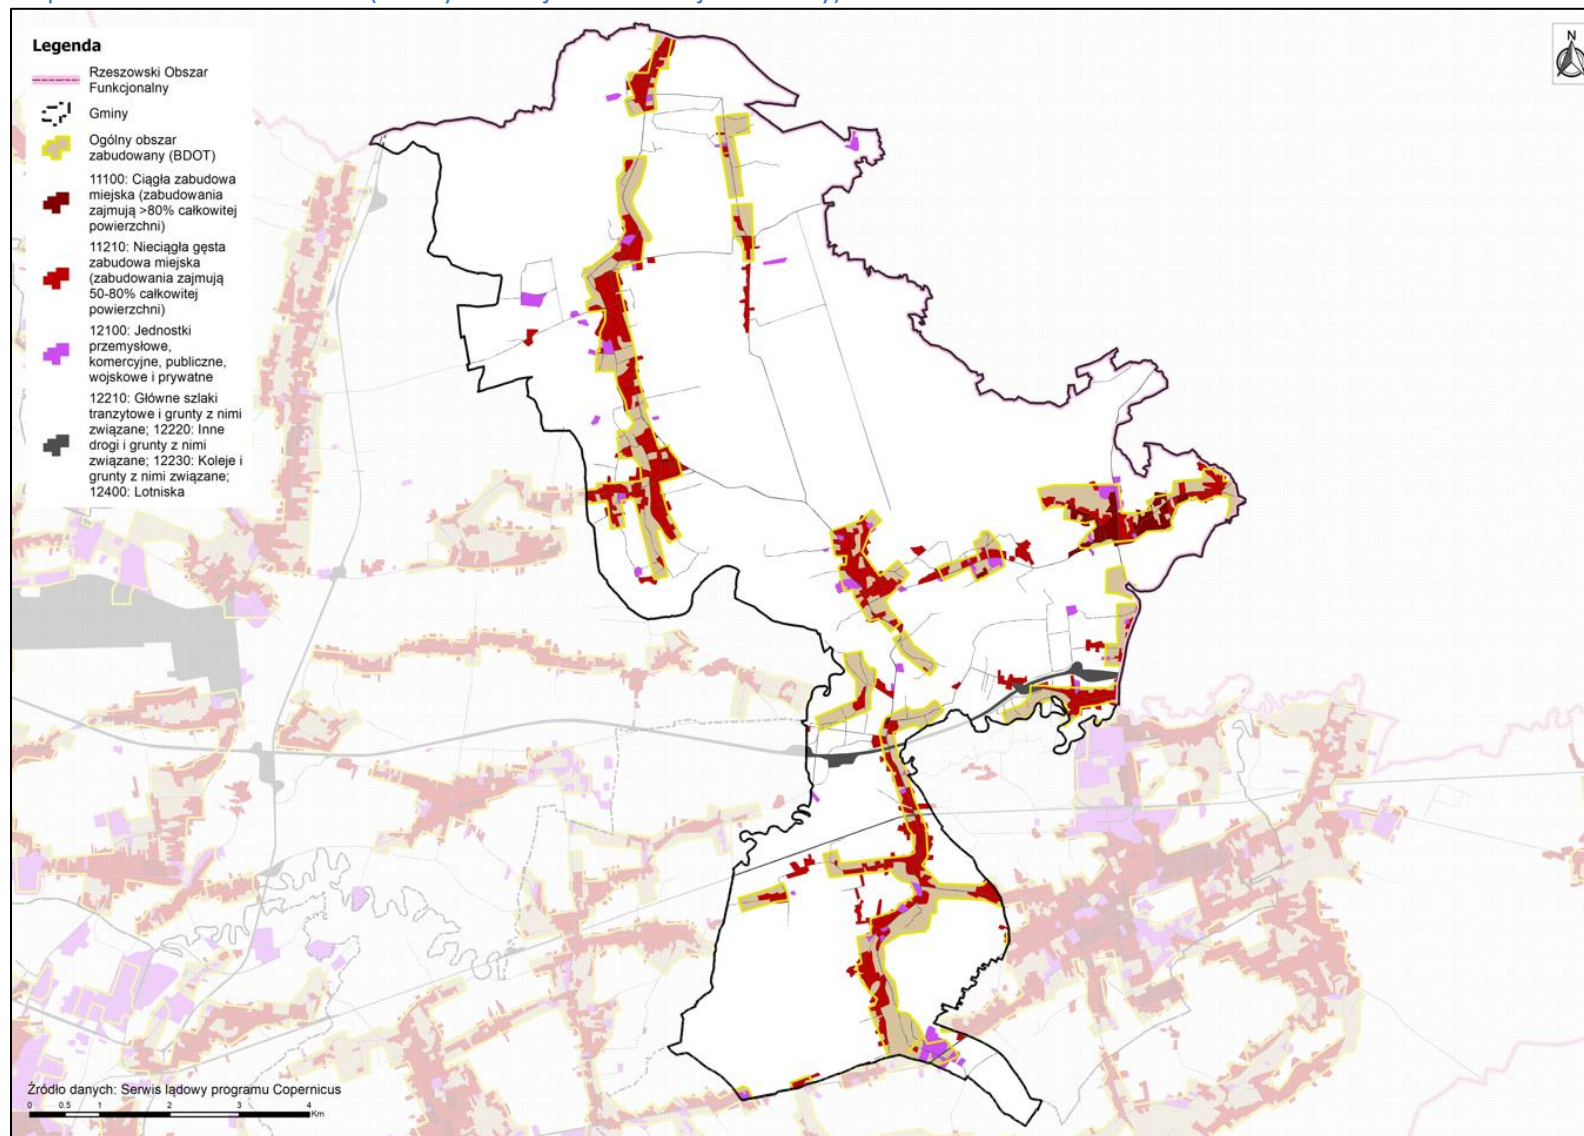 Legenda
Rzeszowski Obszar
Funkcjonalny
Gminy
Ogólny obszar
zabudowany (BDOT)
11100: Ciągła zabudowa
miejska (zabudowania
zajmują >80% całkowitej
powierzchni)
11210: Nieciągła gęsta
zabudowa miejska
(zabudowania zajmują
50-80% całkowitej
powierzchni)
12100: Jednostki
przemysłowe,
komercyjne, publiczne,
wojskowe i prywatne
12210: Główne szlaki
tranzytowe i grunty z nimi
związane; 12220: Inne
drogi i grunty z nimi
związane; 12230: Koleje i
grunty z nimi związane;
12400: Lotniska
N
Źródło danych: Serwis lądowy programu Copernicus
0 0.5 1 2 3 4
Km